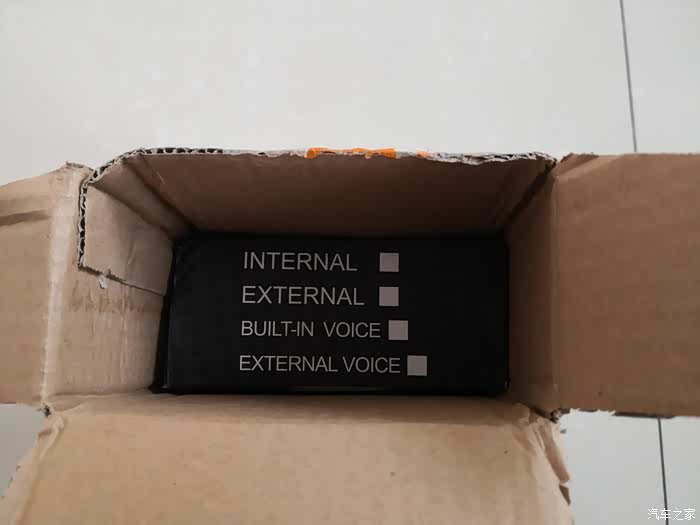 INTERNAL
EXTERNAL
BUILT-IN VOICE
EXTERNAL VOICE
汽车之家